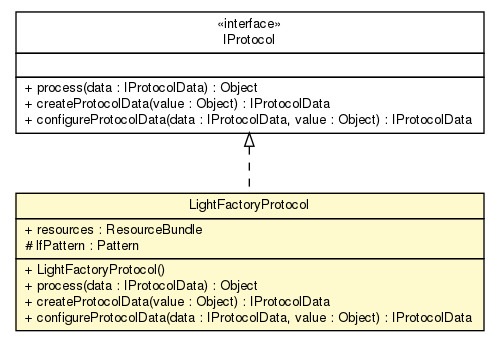 «interface»
IProtocol
+ process(data : IProtocolData) : Object
+ createProtocolData(value : Object) : IProtocolData
+ configureProtocolData(data : IProtocolData, value : Object) : IProtocolData
LightFactoryProtocol
+ resources : ResourceBundle
# lfPattern : Pattern
+ LightFactoryProtocol()
+ process(data : IProtocolData) : Object
+ createProtocolData(value : Object) : IProtocolData
+ configureProtocolData(data : IProtocolData, value : Object) : IProtocolData